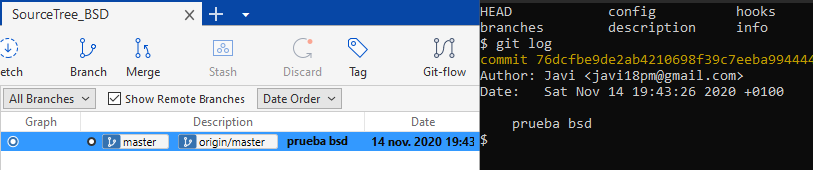 SourceTree_BSD
etch Branch Merge Stash Discard Tag Git-flow
All Branches Show Remote Branches Date Order
Graph Description Date
master origin/master prueba bsd 14 nov. 2020 19:43
HEAD config hooks
branches description info
$ git log
commit 76dcfbe9de2ab4210698f39c7eeba994444
Author: Javi <javi18pm@gmail.com>
Date: Sat Nov 14 19:43:26 2020 +0100
prueba bsd
$